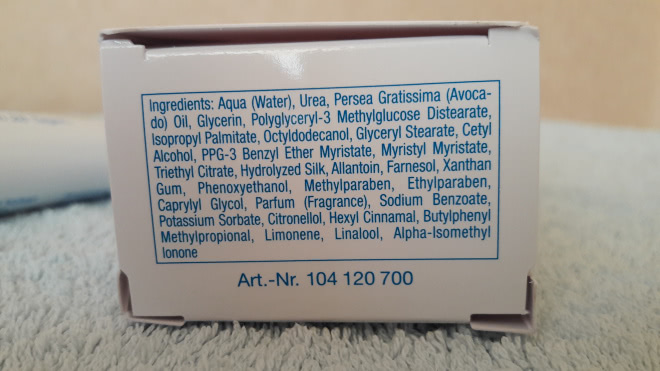 Ingredients: Aqua (Water), Urea, Persea Gratissima (Avoca-
do) Oil, Glycerin, Polyglyceryl-3 Methylglucose Distearate,
Isopropyl Palmitate, Octyldodecanol, Glyceryl Stearate, Cetyl
Alcohol, PPG-3 Benzyl Ether Myristate, Myristyl Myristate,
Triethyl Citrate, Hydrolyzed Silk, Allantoin, Farnesol, Xanthan
Gum, Phenoxyethanol, Methylparaben, Ethylparaben,
Caprylyl Glycol, Parfum (Fragrance), Sodium Benzoate,
Potassium Sorbate, Citronellol, Hexyl Cinnamal, Butylphenyl
Methylpropional, Limonene, Linalool, Alpha-Isomethyl
Ionone
Art.-Nr. 104 120 700